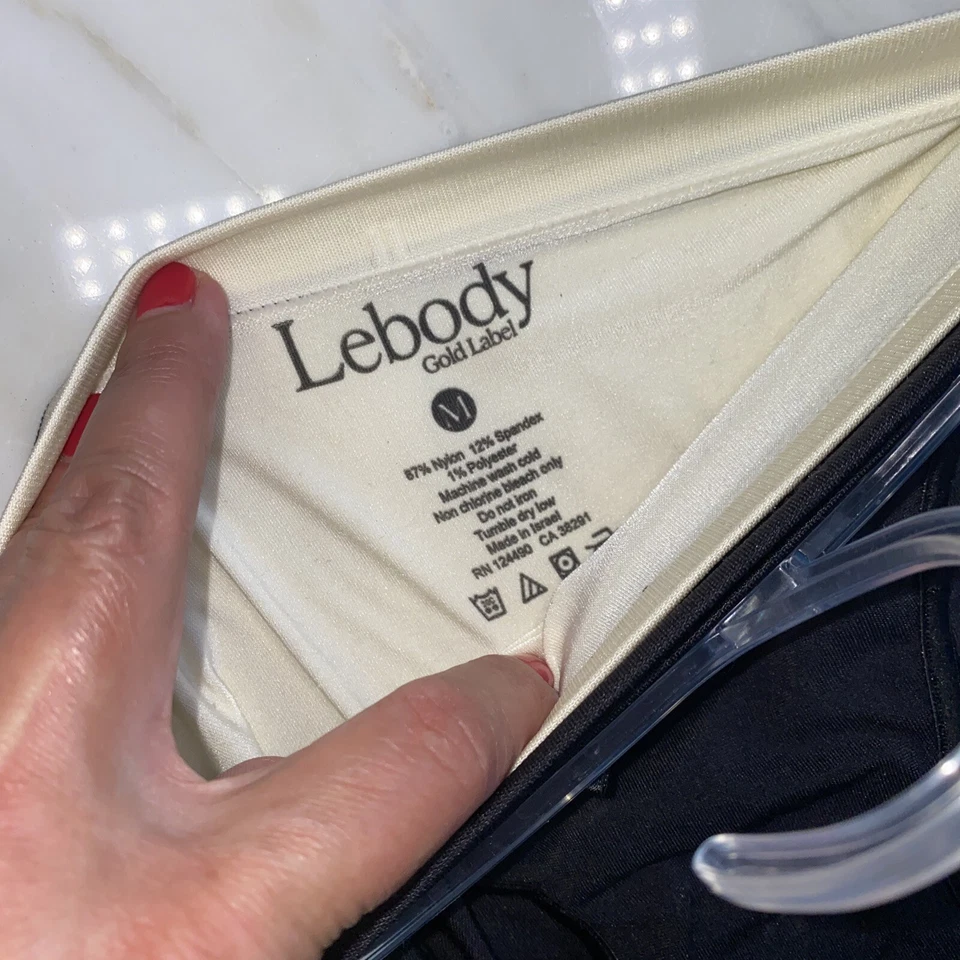 Lebody
Gold Label
M
87% Nylon 12% Spandex
1% Polyester
Machine wash cold
Non chlorine bleach only
Do not iron
Tumble dry low
Made in Israel
RN 124490 CA 38291